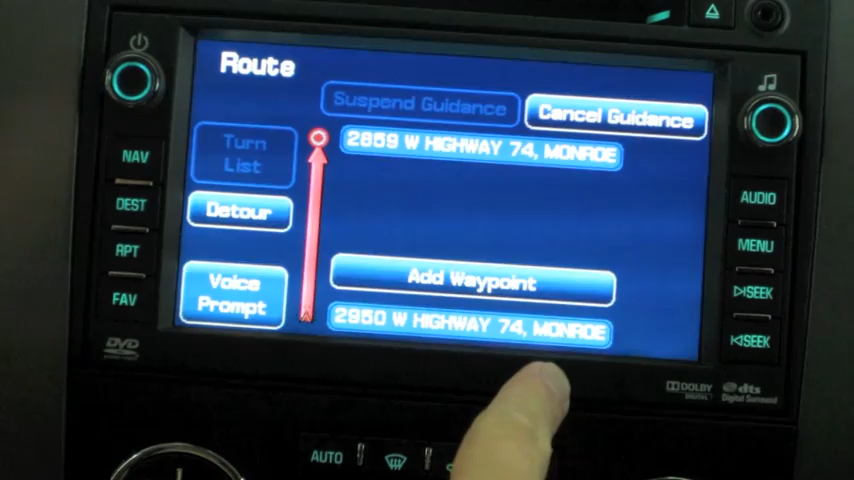 Route
Suspend Guidance
Cancel Guidance
Turn
List
2859 W HIGHWAY 74, MONROE
Detour
Add Waypoint
Voice
Prompt
2950 W HIGHWAY 74, MONROE
NAV
DEST
RPT
FAV
AUDIO
MENU
SEEK
SEEK
DVD
DOLBY
DIGITAL
dts
Digital Surround
AUTO